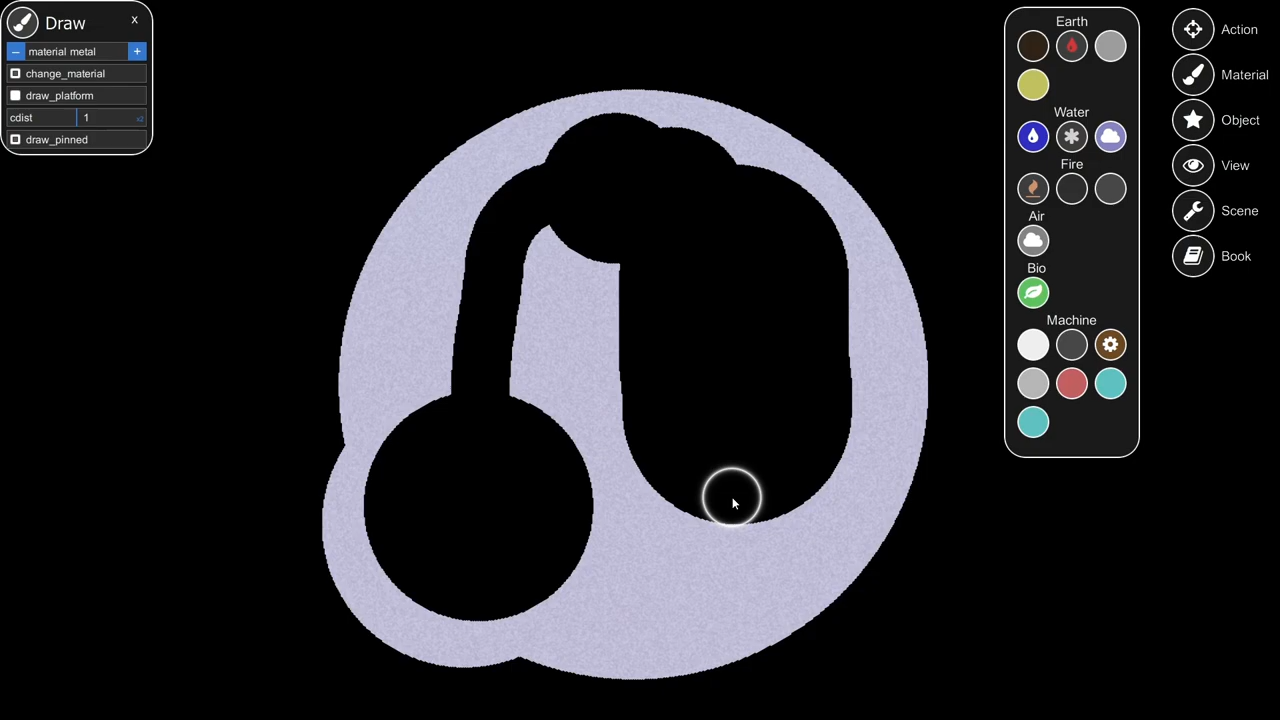 Draw x
– material metal +
change_material
draw_platform
cdist 1 x2
draw_pinned
Earth
Water
Fire
Air
Bio
Machine
Action
Material
Object
View
Scene
Book